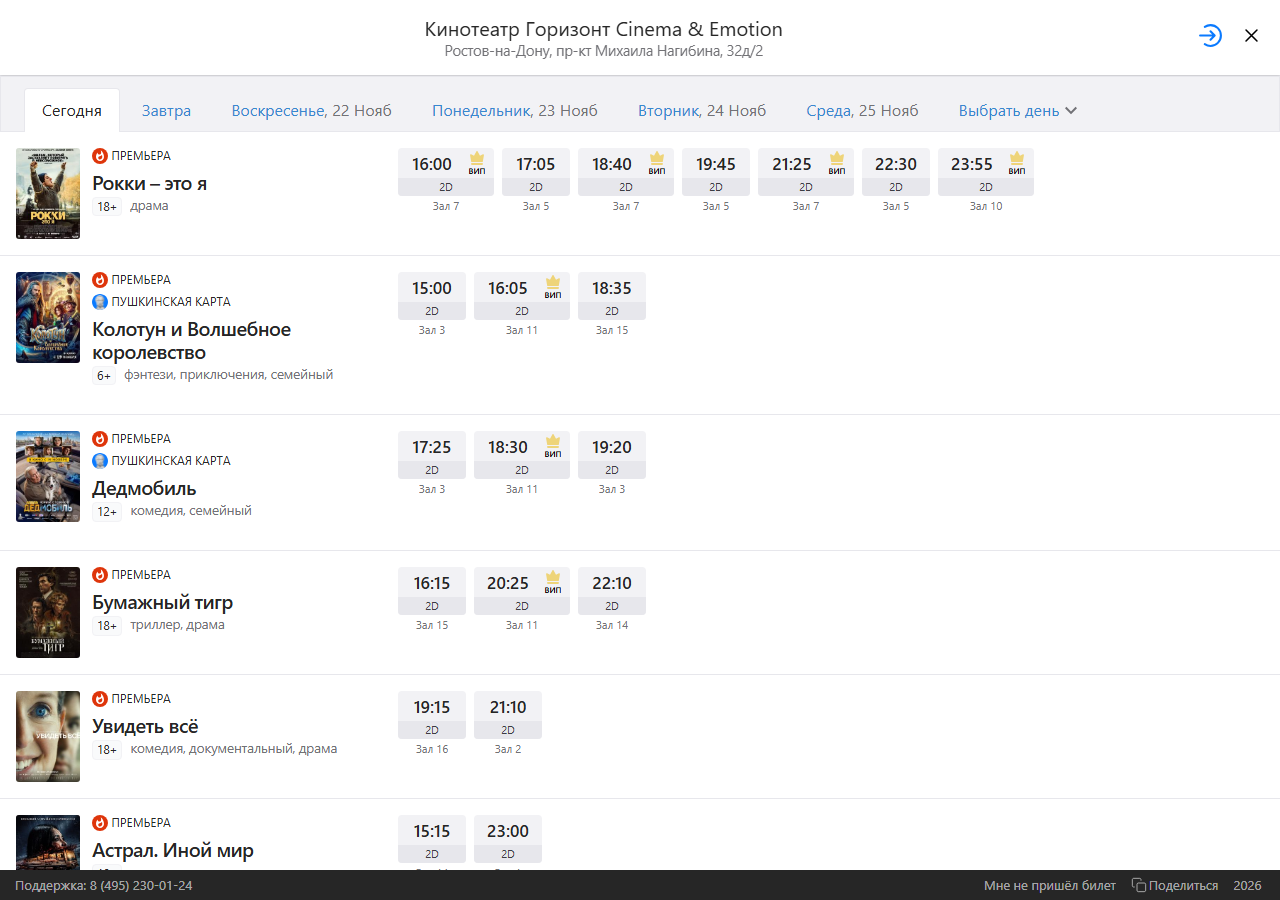 Кинотеатр Горизонт Cinema & Emotion
Ростов-на-Дону, пр-кт Михаила Нагибина, 32д/2
Сегодня Завтра Воскресенье, 22 Нояб Понедельник, 23 Нояб Вторник, 24 Нояб Среда, 25 Нояб Выбрать день
ПРЕМЬЕРА
Рокки – это я
18+ драма
РОККИ
16:00 ВИП 17:05 18:40 ВИП 19:45 21:25 ВИП 22:30 23:55 ВИП
2D 2D 2D 2D 2D 2D 2D
Зал 7 Зал 5 Зал 7 Зал 5 Зал 7 Зал 5 Зал 10
ПРЕМЬЕРА
ПУШКИНСКАЯ КАРТА
Колотун и Волшебное
королевство
6+ фэнтези, приключения, семейный
15:00 16:05 ВИП 18:35
2D 2D 2D
Зал 3 Зал 11 Зал 15
ПРЕМЬЕРА
ПУШКИНСКАЯ КАРТА
Дедмобиль
12+ комедия, семейный
ДЕДМОБИЛЬ
17:25 18:30 ВИП 19:20
2D 2D 2D
Зал 3 Зал 11 Зал 3
ПРЕМЬЕРА
Бумажный тигр
18+ триллер, драма
БУМАЖНЫЙ
ТИГР
16:15 20:25 ВИП 22:10
2D 2D 2D
Зал 15 Зал 11 Зал 14
ПРЕМЬЕРА
Увидеть всё
18+ комедия, документальный, драма
УВИДЕТЬ ВСЁ
19:15 21:10
2D 2D
Зал 16 Зал 2
ПРЕМЬЕРА
Астрал. Иной мир
15:15 23:00
2D 2D
Поддержка: 8 (495) 230-01-24 Мне не пришёл билет Поделиться 2026